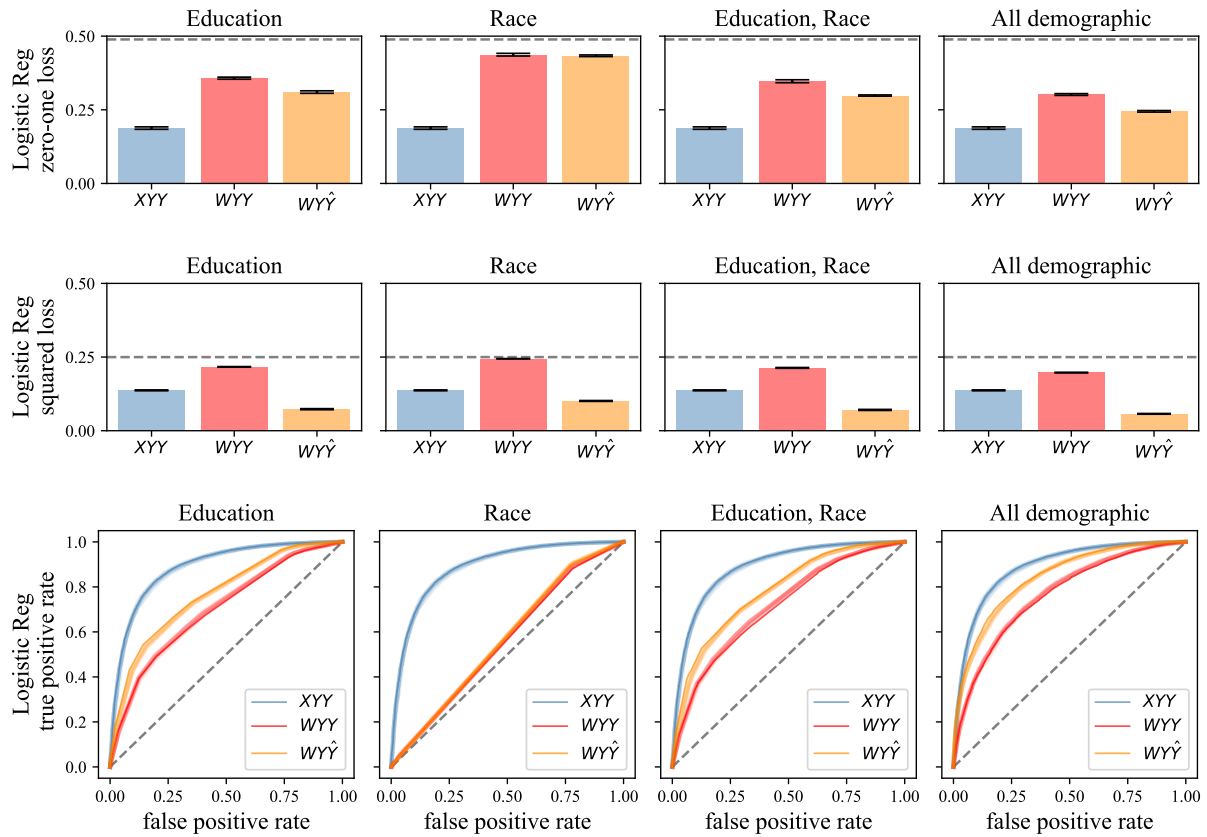 Education
Race
Education, Race
All demographic
Logistic Reg
zero-one loss
0.50
0.25
0.00
XYY
WYY
WYŶ
XYY
WYY
WYŶ
XYY
WYY
WYŶ
XYY
WYY
WYŶ
Education
Race
Education, Race
All demographic
Logistic Reg
squared loss
0.50
0.25
0.00
XYY
WYY
WYŶ
XYY
WYY
WYŶ
XYY
WYY
WYŶ
XYY
WYY
WYŶ
Education
Race
Education, Race
All demographic
Logistic Reg
true positive rate
1.0
0.8
0.6
0.4
0.2
0.0
XYY
WYY
WYŶ
XYY
WYY
WYŶ
XYY
WYY
WYŶ
XYY
WYY
WYŶ
0.00 0.25 0.50 0.75 1.00
0.00 0.25 0.50 0.75 1.00
0.00 0.25 0.50 0.75 1.00
0.00 0.25 0.50 0.75 1.00
false positive rate
false positive rate
false positive rate
false positive rate